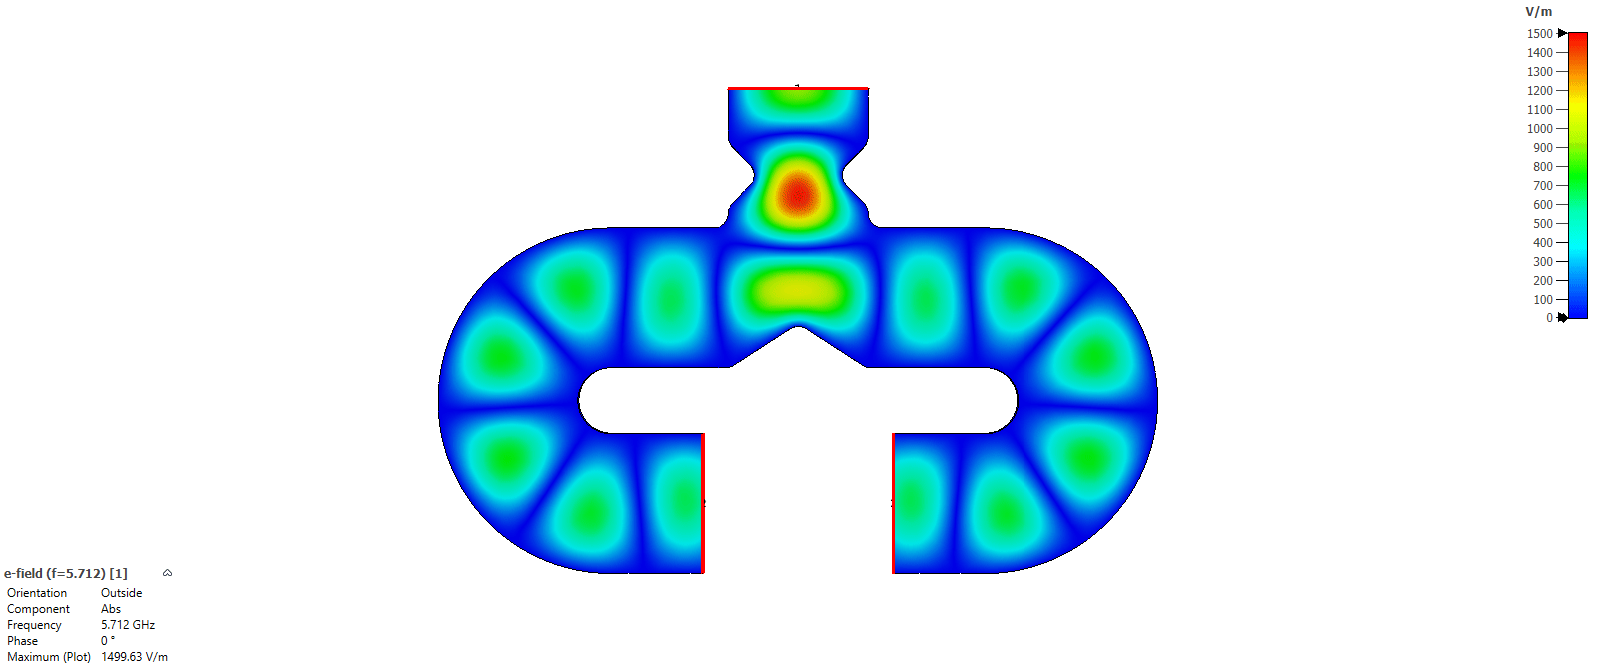 V/m
1500
1400
1300
1200
1100
1000
900
800
700
600
500
400
300
200
100
0
e-field (f=5.712) [1]
Orientation Outside
Component Abs
Frequency 5.712 GHz
Phase 0 °
Maximum (Plot) 1499.63 V/m